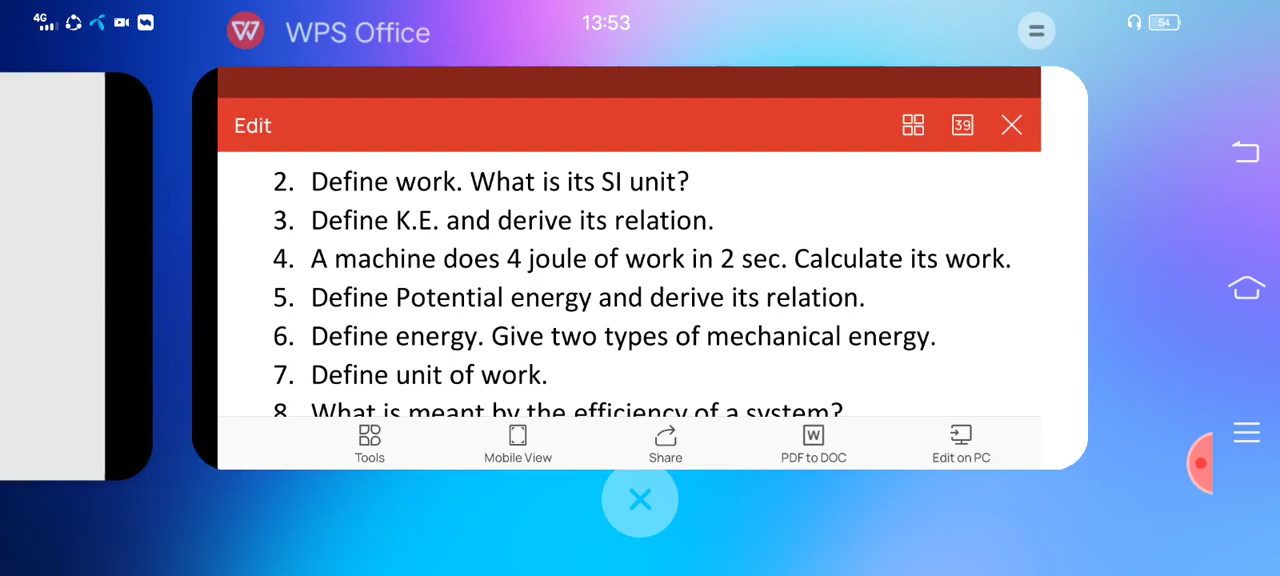 4G
WPS Office
13:53
54
Edit
39
2. Define work. What is its SI unit?
3. Define K.E. and derive its relation.
4. A machine does 4 joule of work in 2 sec. Calculate its work.
5. Define Potential energy and derive its relation.
6. Define energy. Give two types of mechanical energy.
7. Define unit of work.
8. What is meant by the efficiency of a system?
Tools
Mobile View
Share
W
PDF to DOC
Edit on PC